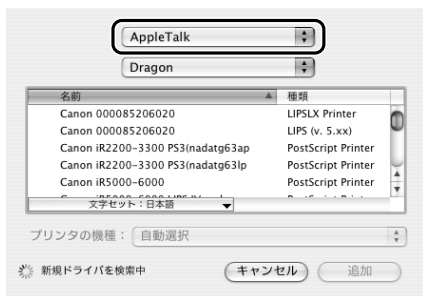 AppleTalk
Dragon
名前 種類
Canon 000085206020 LIPSLX Printer
Canon 000085206020 LIPS (v. 5.xx)
Canon iR2200-3300 PS3(nadatg63ap PostScript Printer
Canon iR2200-3300 PS3(nadatg63lp PostScript Printer
Canon iR5000-6000 PostScript Printer
文字セット：日本語
プリンタの機種： 自動選択
新規ドライバを検索中 キャンセル 追加